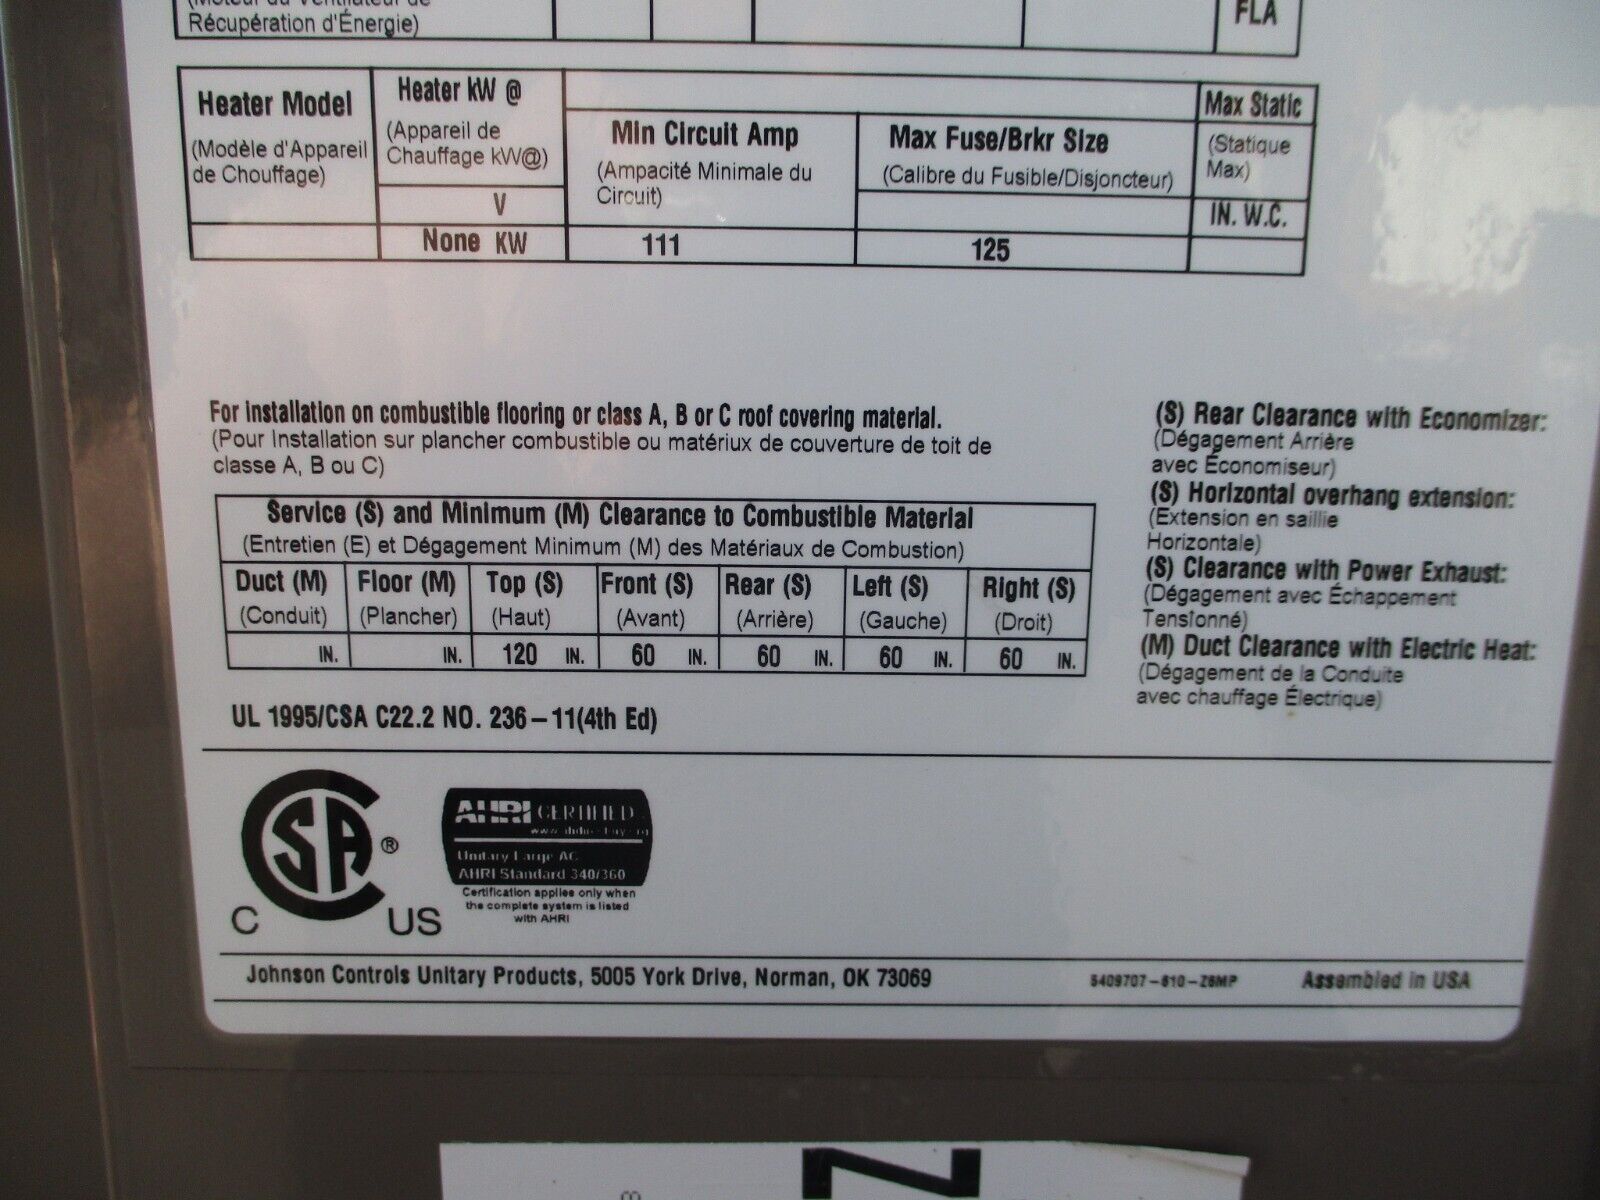 (Moteur du Ventilateur de
Récupération d'Énergie)
FLA
Heater Model
(Modèle d'Appareil
de Chouffage)
Heater kW @
(Appareil de
Chauffage kW@)
V
Min Circuit Amp
(Ampacité Minimale du
Circuit)
Max Fuse/Brkr Size
(Calibre du Fusible/Disjoncteur)
Max Static
(Statique
Max)
IN. W.C.
None KW
111
125
For installation on combustible flooring or class A, B or C roof covering material.
(Pour Installation sur plancher combustible ou matériux de couverture de toit de
classe A, B ou C)
Service (S) and Minimum (M) Clearance to Combustible Material
(Entretien (E) et Dégagement Minimum (M) des Matériaux de Combustion)
Duct (M) Floor (M) Top (S) Front (S) Rear (S) Left (S) Right (S)
(Conduit) (Plancher) (Haut) (Avant) (Arrière) (Gauche) (Droit)
IN. IN. 120 IN. 60 IN. 60 IN. 60 IN. 60 IN.
UL 1995/CSA C22.2 NO. 236-11(4th Ed)
(S) Rear Clearance with Economizer:
(Dégagement Arrière
avec Économiseur)
(S) Horizontal overhang extension:
(Extension en saillie
Horizontale)
(S) Clearance with Power Exhaust:
(Dégagement avec Échappement
Tensionné)
(M) Duct Clearance with Electric Heat:
(Dégagement de la Conduite
avec chauffage Électrique)
CSA ®
C US
AHRI CERTIFIED
Unitary Large AC
AHRI Standard 340/360
Certification applies only when
the complete system is listed
with AHRI
Johnson Controls Unitary Products, 5005 York Drive, Norman, OK 73069
5409707-610-Z6MP
Assembled in USA